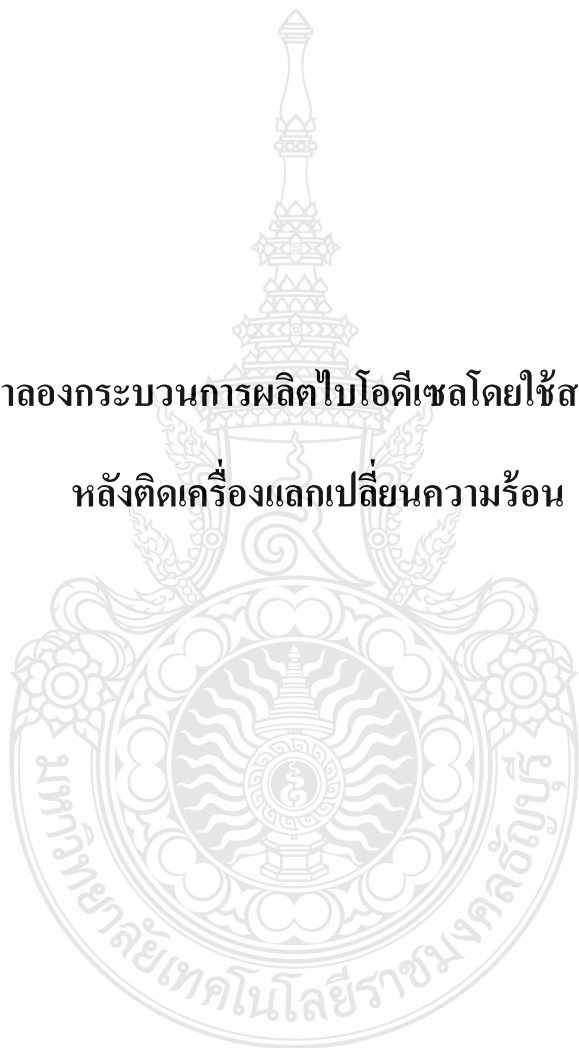 าลองกระบวนการผลิตไบโอดีเซลโดยใช้ส
หลังติดเครื่องแลกเปลี่ยนความร้อน
มหาวิทยาลัยเทคโนโลยีราชมงคลธัญบุรี